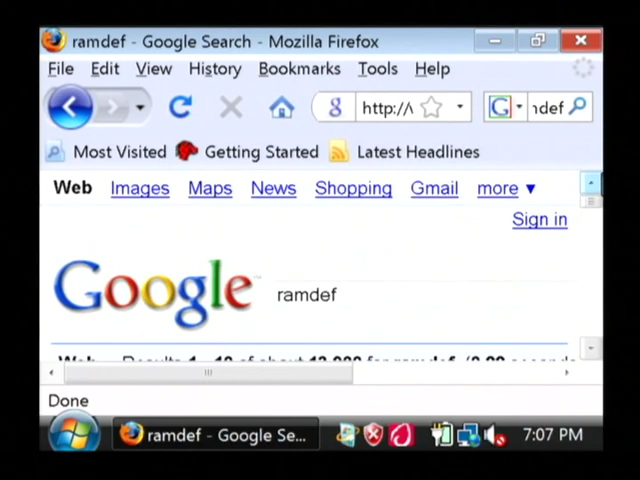 ramdef - Google Search - Mozilla Firefox
File Edit View History Bookmarks Tools Help
http://
Most Visited Getting Started Latest Headlines
Web Images Maps News Shopping Gmail more ▼
Sign in
Google™ ramdef
Done
ramdef - Google Se... 7:07 PM